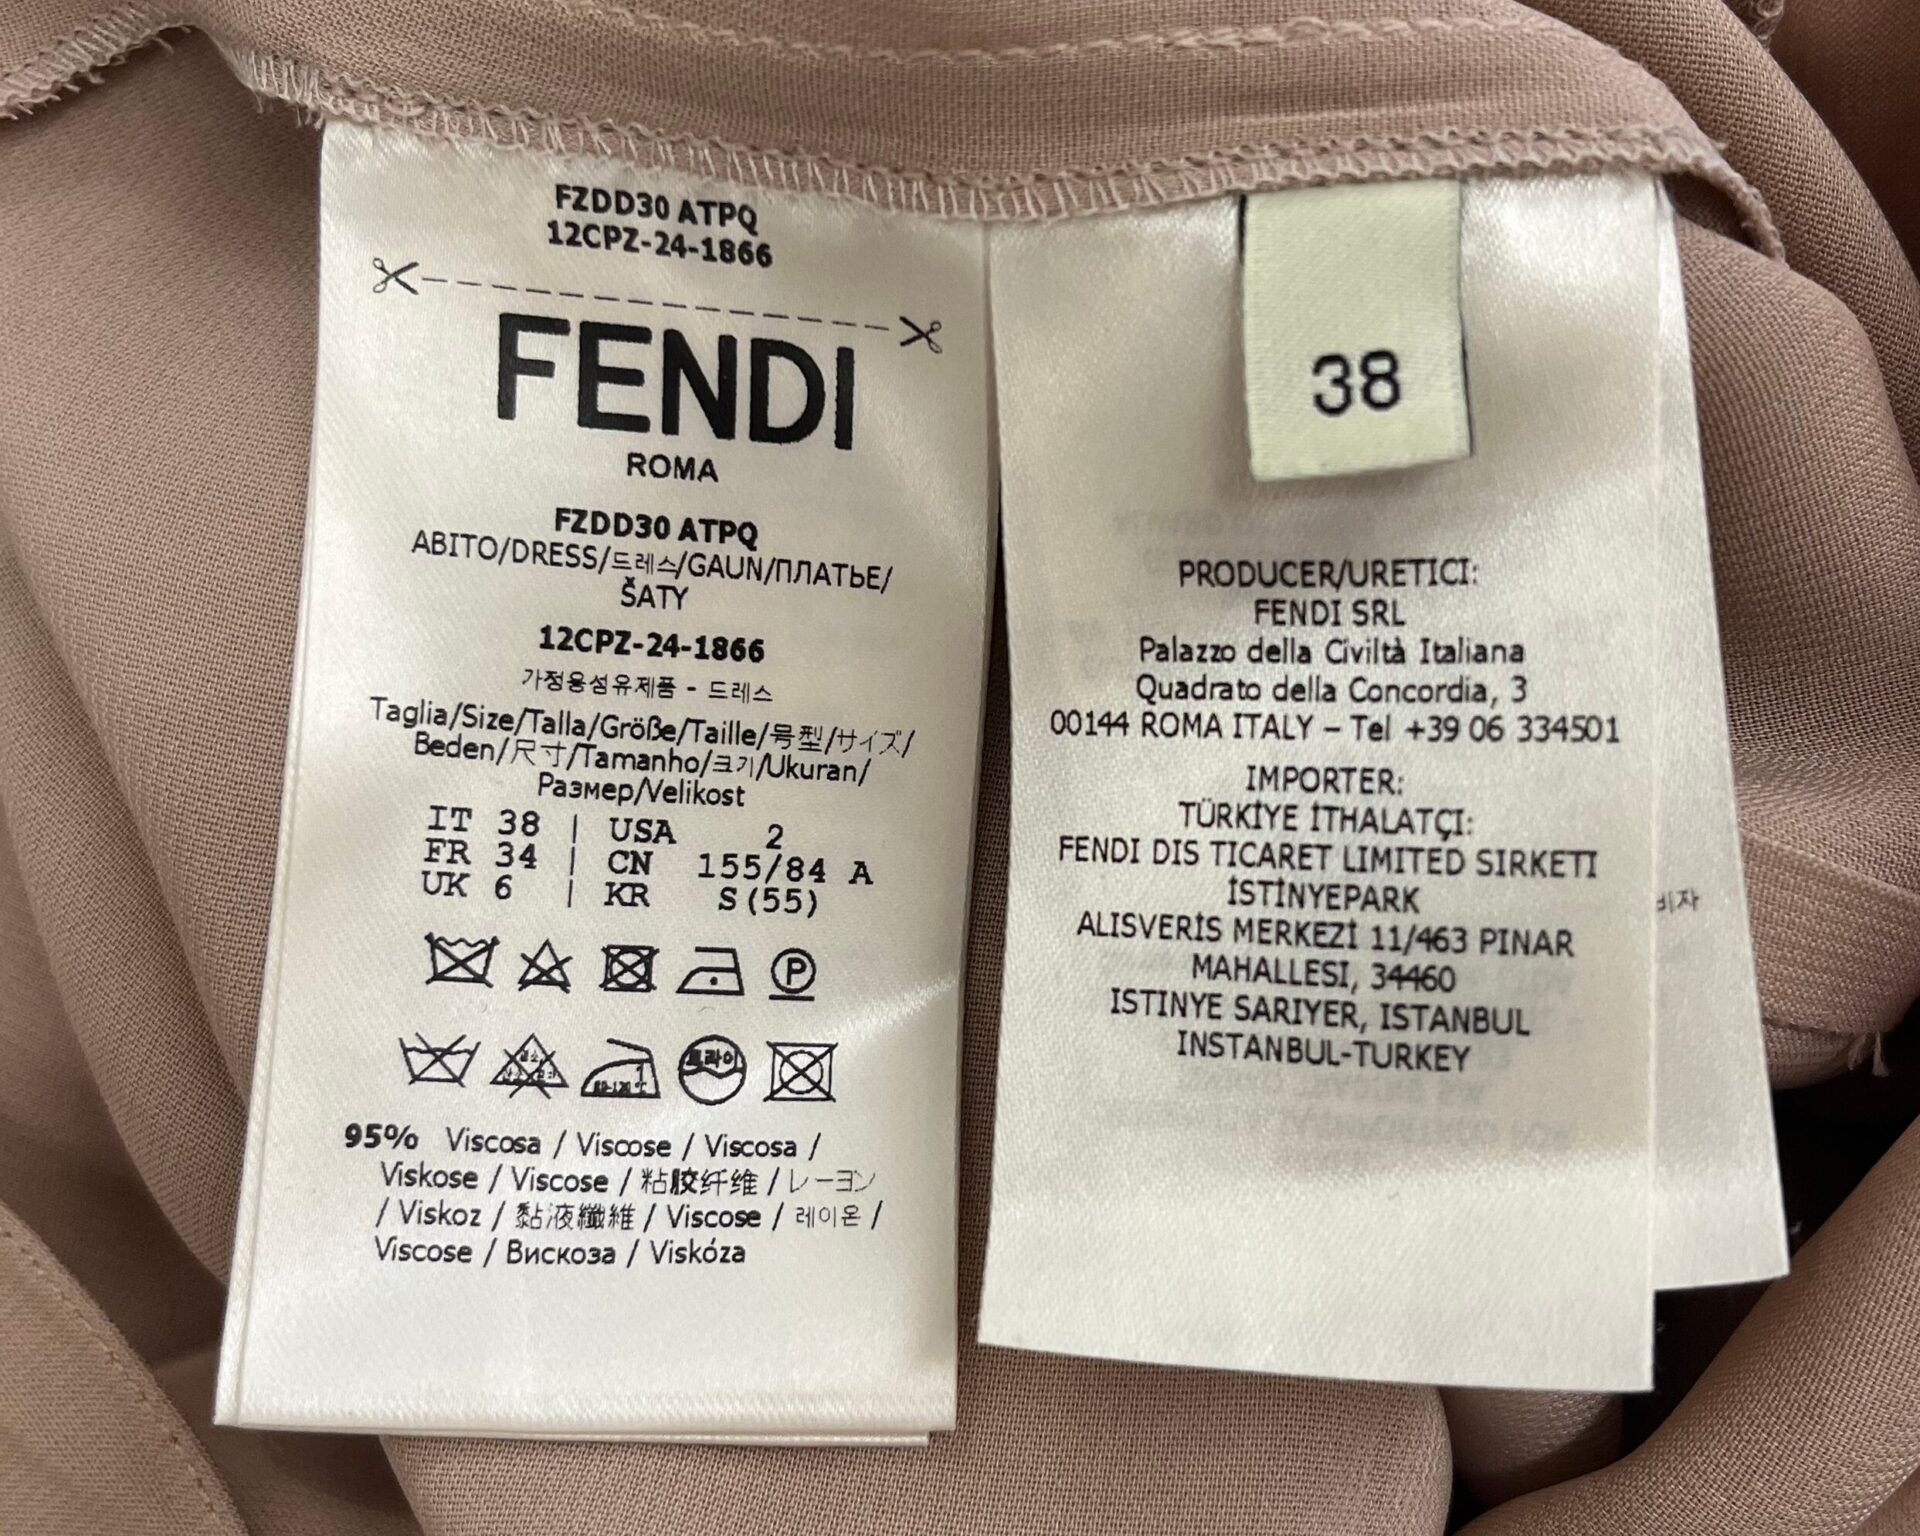 FZDD30 ATPQ
12CPZ-24-1866
FENDI
ROMA
FZDD30 ATPQ
ABITO/DRESS/드레스/GAUN/ПЛАТЬЕ/
ŠATY
12CPZ-24-1866
가정용섬유제품 - 드레스
Taglia/Size/Talla/Größe/Taille/号型/サイズ/
Beden/尺寸/Tamanho/크기/Ukuran/
Размер/Velikost
IT 38 | USA 2
FR 34 | CN 155/84 A
UK 6 | KR S(55)
P
드라이
95% Viscosa / Viscose / Viscosa /
Viskose / Viscose / 粘胶纤维 / レーヨン
/ Viskoz / 黏液纖維 / Viscose / 레이온 /
Viscose / Вискоза / Viskóza
38
PRODUCER/URETICI:
FENDI SRL
Palazzo della Civiltà Italiana
Quadrato della Concordia, 3
00144 ROMA ITALY – Tel +39 06 334501
IMPORTER:
TÜRKİYE İTHALATÇI:
FENDI DIS TICARET LIMITED SIRKETI
İSTİNYEPARK
ALISVERİS MERKEZİ 11/463 PINAR
MAHALLESI, 34460
ISTINYE SARIYER, ISTANBUL
INSTANBUL-TURKEY
비자